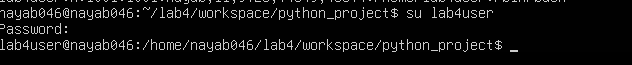 nayab046@nayab046:~/lab4/workspace/python_project$ su lab4user
Password:
lab4user@nayab046:/home/nayab046/lab4/workspace/python_project$ _